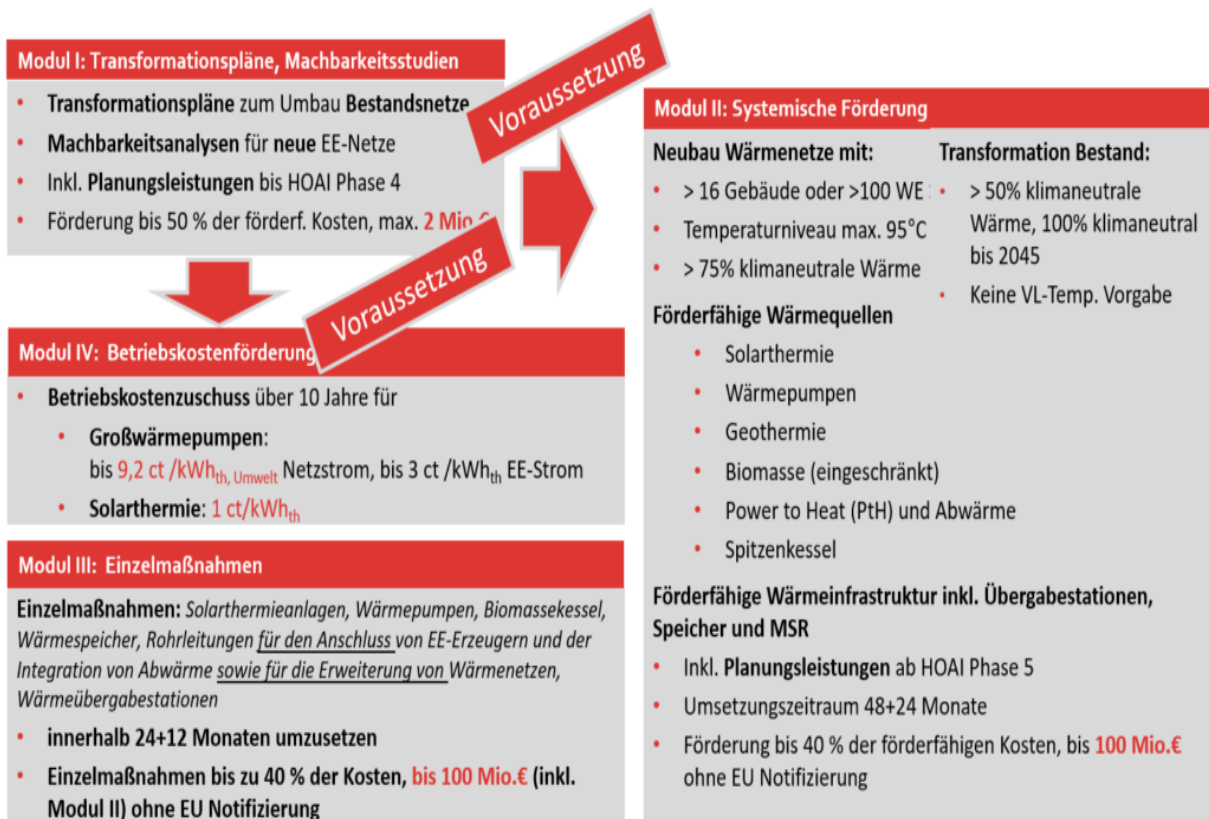 Modul I: Transformationspläne, Machbarkeitsstudien
• Transformationspläne zum Umbau Bestandsnetze
• Machbarkeitsanalysen für neue EE-Netze
• Inkl. Planungsleistungen bis HOAI Phase 4
• Förderung bis 50 % der förderf. Kosten, max. 2 Mio.€
Voraussetzung
Voraussetzung
Modul IV: Betriebskostenförderung
• Betriebskostenzuschuss über 10 Jahre für
• Großwärmepumpen:
bis 9,2 ct /kWhth, Umwelt Netzstrom, bis 3 ct /kWhth EE-Strom
• Solarthermie: 1 ct/kWhth
Modul III: Einzelmaßnahmen
Einzelmaßnahmen: Solarthermieanlagen, Wärmepumpen, Biomassekessel,
Wärmespeicher, Rohrleitungen für den Anschluss von EE-Erzeugern und der
Integration von Abwärme sowie für die Erweiterung von Wärmenetzen,
Wärmeübergabestationen
• innerhalb 24+12 Monaten umzusetzen
• Einzelmaßnahmen bis zu 40 % der Kosten, bis 100 Mio.€ (inkl.
Modul II) ohne EU Notifizierung
Modul II: Systemische Förderung
Neubau Wärmenetze mit:
• > 16 Gebäude oder >100 WE
• Temperaturniveau max. 95°C
• > 75% klimaneutrale Wärme
Transformation Bestand:
• > 50% klimaneutrale
Wärme, 100% klimaneutral
bis 2045
• Keine VL-Temp. Vorgabe
Förderfähige Wärmequellen
• Solarthermie
• Wärmepumpen
• Geothermie
• Biomasse (eingeschränkt)
• Power to Heat (PtH) und Abwärme
• Spitzenkessel
Förderfähige Wärmeinfrastruktur inkl. Übergabestationen,
Speicher und MSR
• Inkl. Planungsleistungen ab HOAI Phase 5
• Umsetzungszeitraum 48+24 Monate
• Förderung bis 40 % der förderfähigen Kosten, bis 100 Mio.€
ohne EU Notifizierung